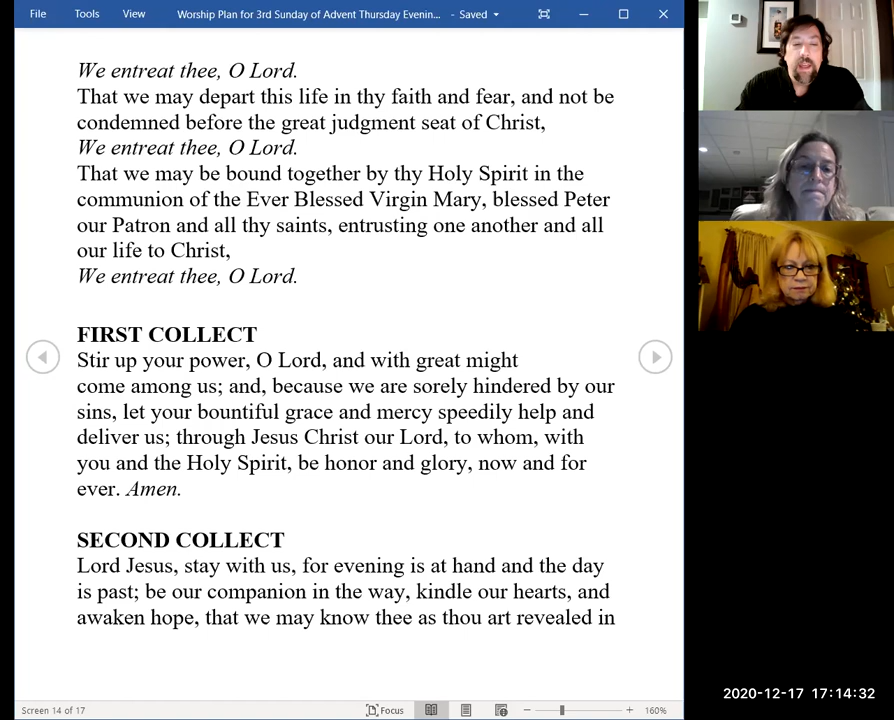 File Tools View Worship Plan for 3rd Sunday of Advent Thursday Evenin... - Saved
We entreat thee, O Lord.
That we may depart this life in thy faith and fear, and not be
condemned before the great judgment seat of Christ,
We entreat thee, O Lord.
That we may be bound together by thy Holy Spirit in the
communion of the Ever Blessed Virgin Mary, blessed Peter
our Patron and all thy saints, entrusting one another and all
our life to Christ,
We entreat thee, O Lord.
FIRST COLLECT
Stir up your power, O Lord, and with great might
come among us; and, because we are sorely hindered by our
sins, let your bountiful grace and mercy speedily help and
deliver us; through Jesus Christ our Lord, to whom, with
you and the Holy Spirit, be honor and glory, now and for
ever. Amen.
SECOND COLLECT
Lord Jesus, stay with us, for evening is at hand and the day
is past; be our companion in the way, kindle our hearts, and
awaken hope, that we may know thee as thou art revealed in
Screen 14 of 17 Focus 160%
2020-12-17 17:14:32